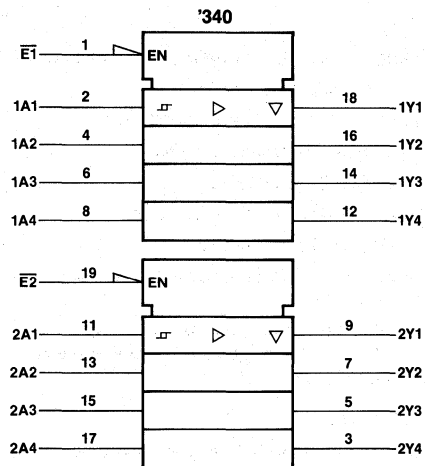 '340
E1 1 EN
1A1 2 18 1Y1
1A2 4 16 1Y2
1A3 6 14 1Y3
1A4 8 12 1Y4
E2 19 EN
2A1 11 9 2Y1
2A2 13 7 2Y2
2A3 15 5 2Y3
2A4 17 3 2Y4